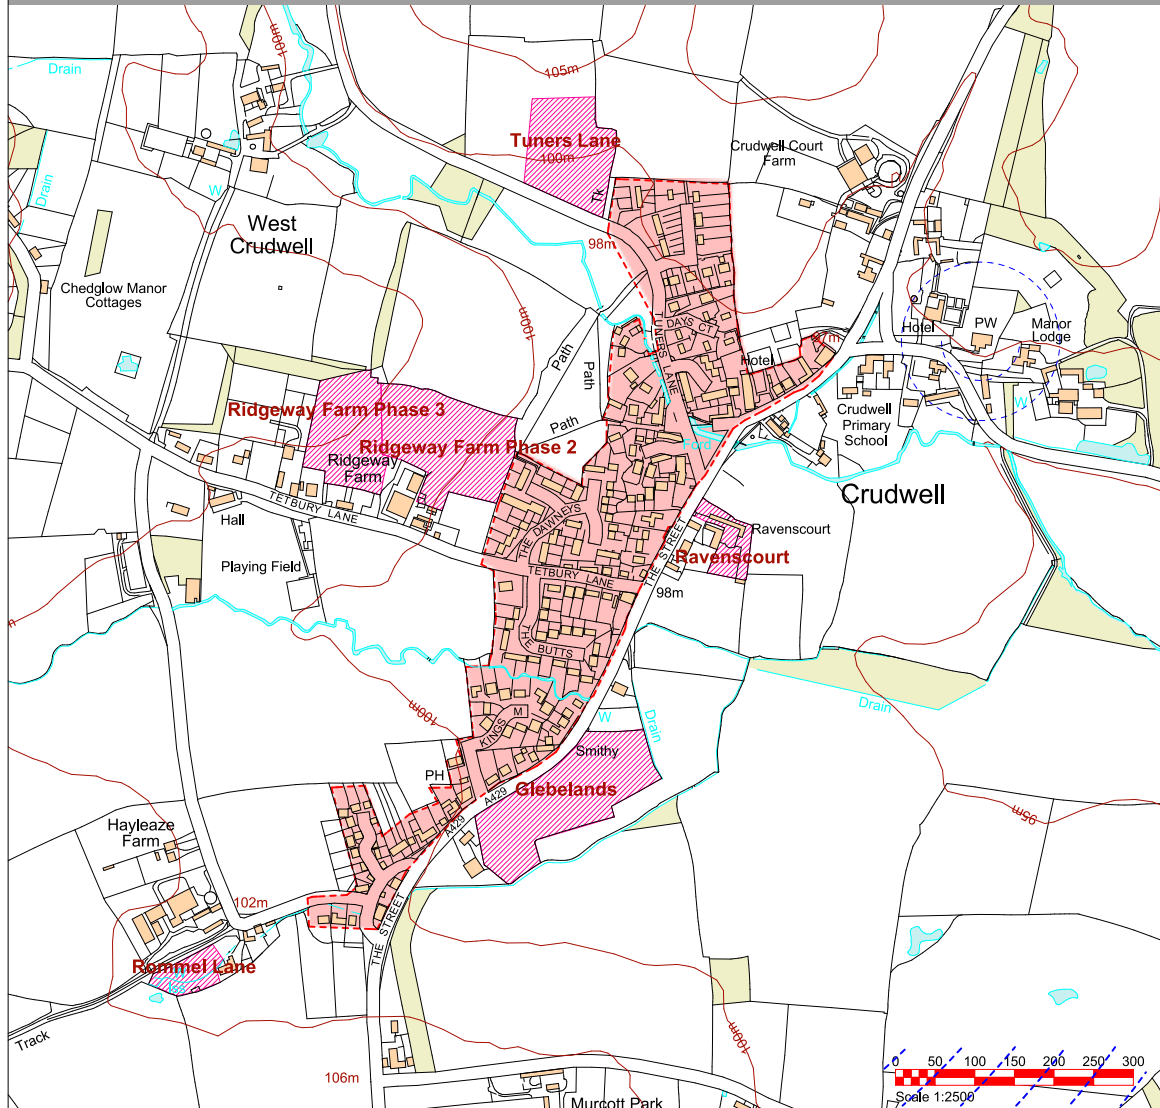 100m
105m
Drain
Tuners Lane
100m
Crudwell Court
Farm
Drain
W
Tk
West
Crudwell
98m
Chedglow Manor
Cottages
100m
TUNERS LANE
DAYS CT
Hotel
PW
Manor
Lodge
97m
Path
Path
Hotel
W
Ridgeway Farm Phase 3
Path
Crudwell
Primary
School
Ridgeway Farm Phase 2
Ford
Ridgeway
Farm
Crudwell
TETBURY LANE
Hall
THE DAWNEYS
THE STREET
Ravenscourt
Ravenscourt
Playing Field
TETBURY LANE
98m
THE BUTTS
Drain
100m
KINGS
M
W
Drain
Smithy
PH
Glebelands
A429
A429
95m
Hayleaze
Farm
102m
THE STREET
Rommel Lane
Track
100m
106m
0 50 100 150 200 250 300
Scale 1:2500
Murcott Park